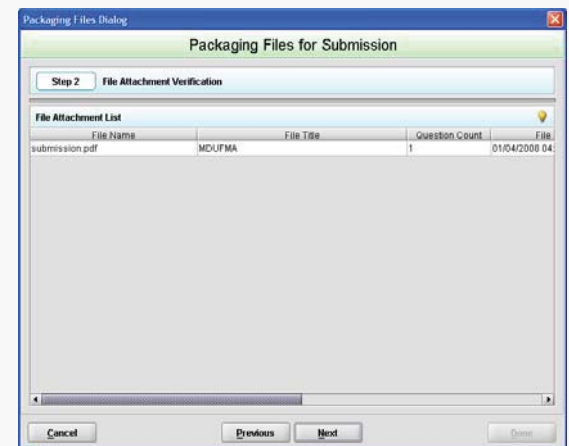 Packaging Files Dialog
Packaging Files for Submission
Step 2 File Attachment Verification
File Attachment List
File Name File Title Question Count File
submission.pdf MDUFMA 1 01/04/2008 04:
Cancel Previous Next Done